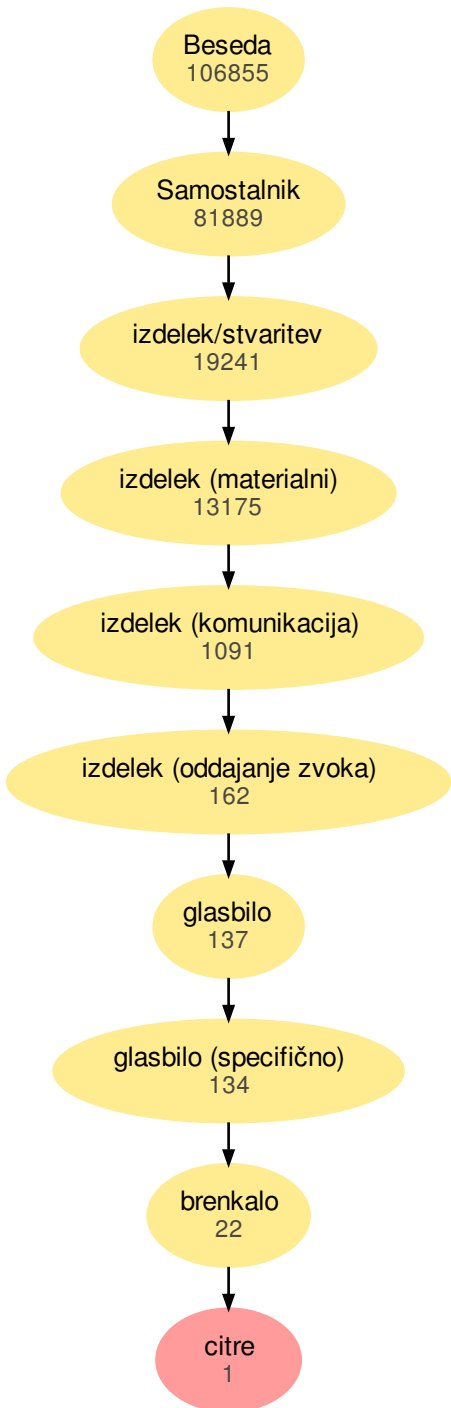 Beseda
106855
Samostalnik
81889
izdelek/stvaritev
19241
izdelek (materialni)
13175
izdelek (komunikacija)
1091
izdelek (oddajanje zvoka)
162
glasbilo
137
glasbilo (specifično)
134
brenkalo
22
citre
1